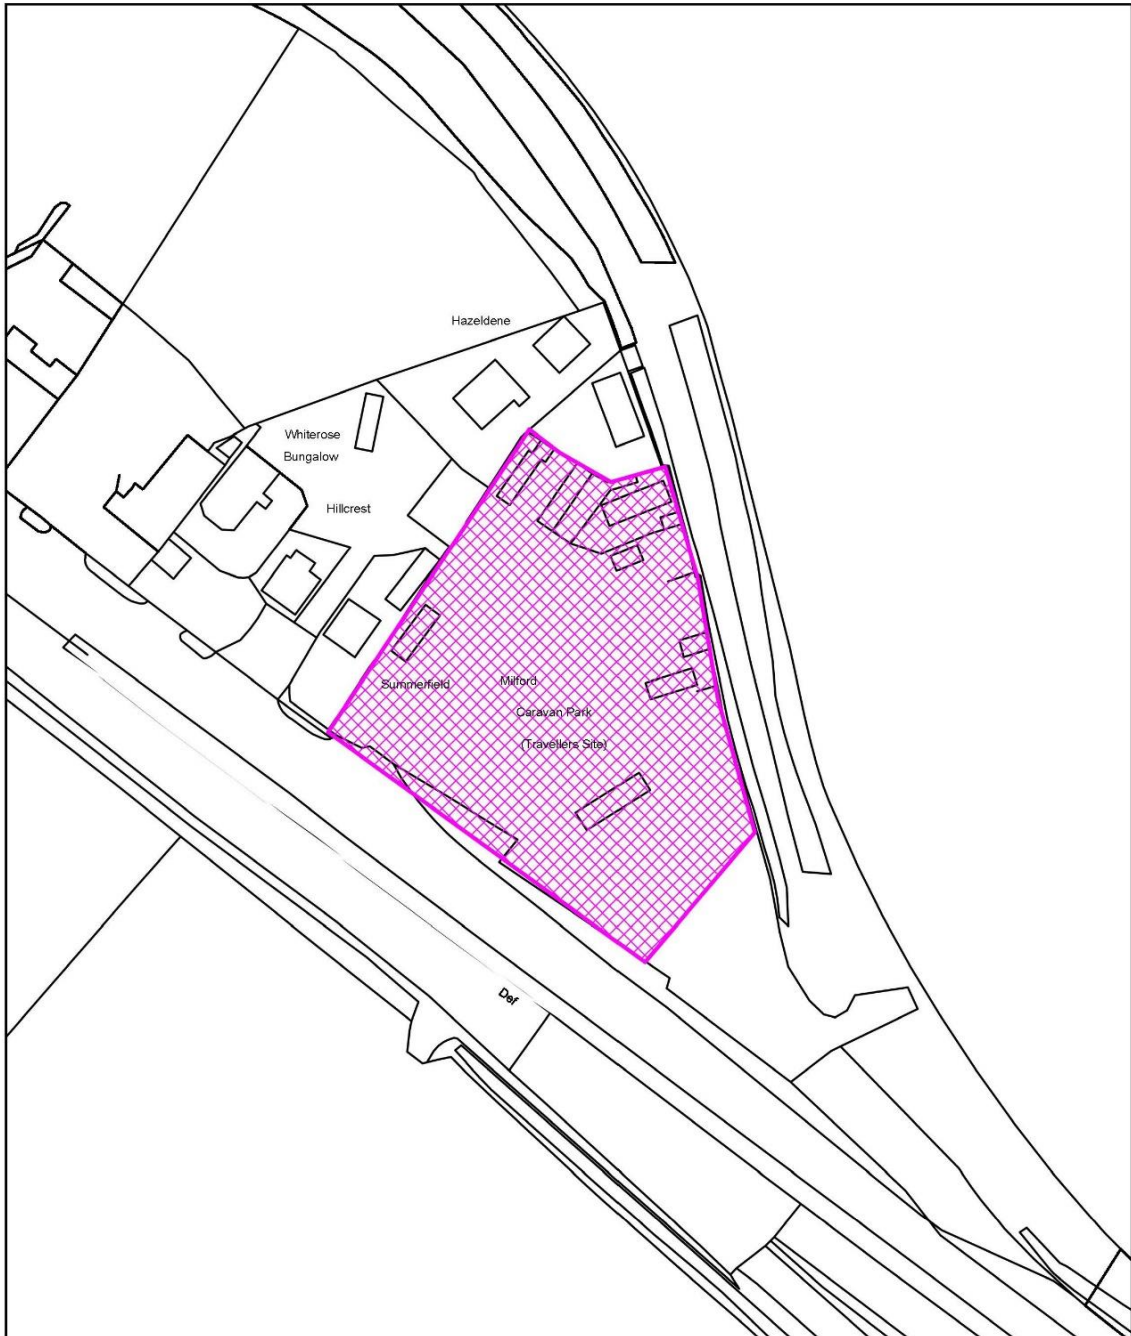 Hazeldene
Whiterose
Bungalow
Hillcrest
Summerfield
Milford
Caravan Park
(Travellers Site)
Def